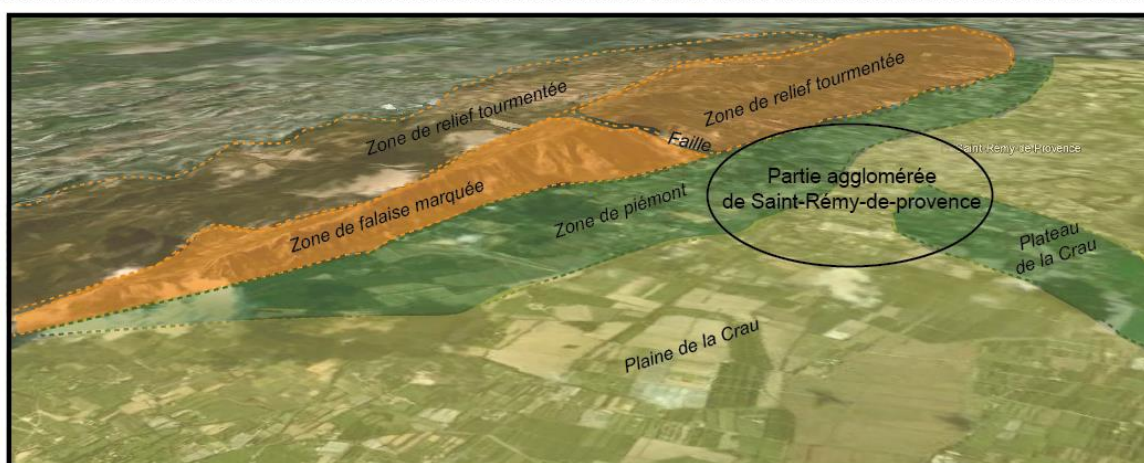 Zone de relief tourmentée
Zone de relief tourmentée
Faille
Saint-Rémy-de-Provence
Partie agglomérée
de Saint-Rémy-de-provence
Zone de falaise marquée
Zone de piémont
Plateau
de la Crau
Plaine de la Crau